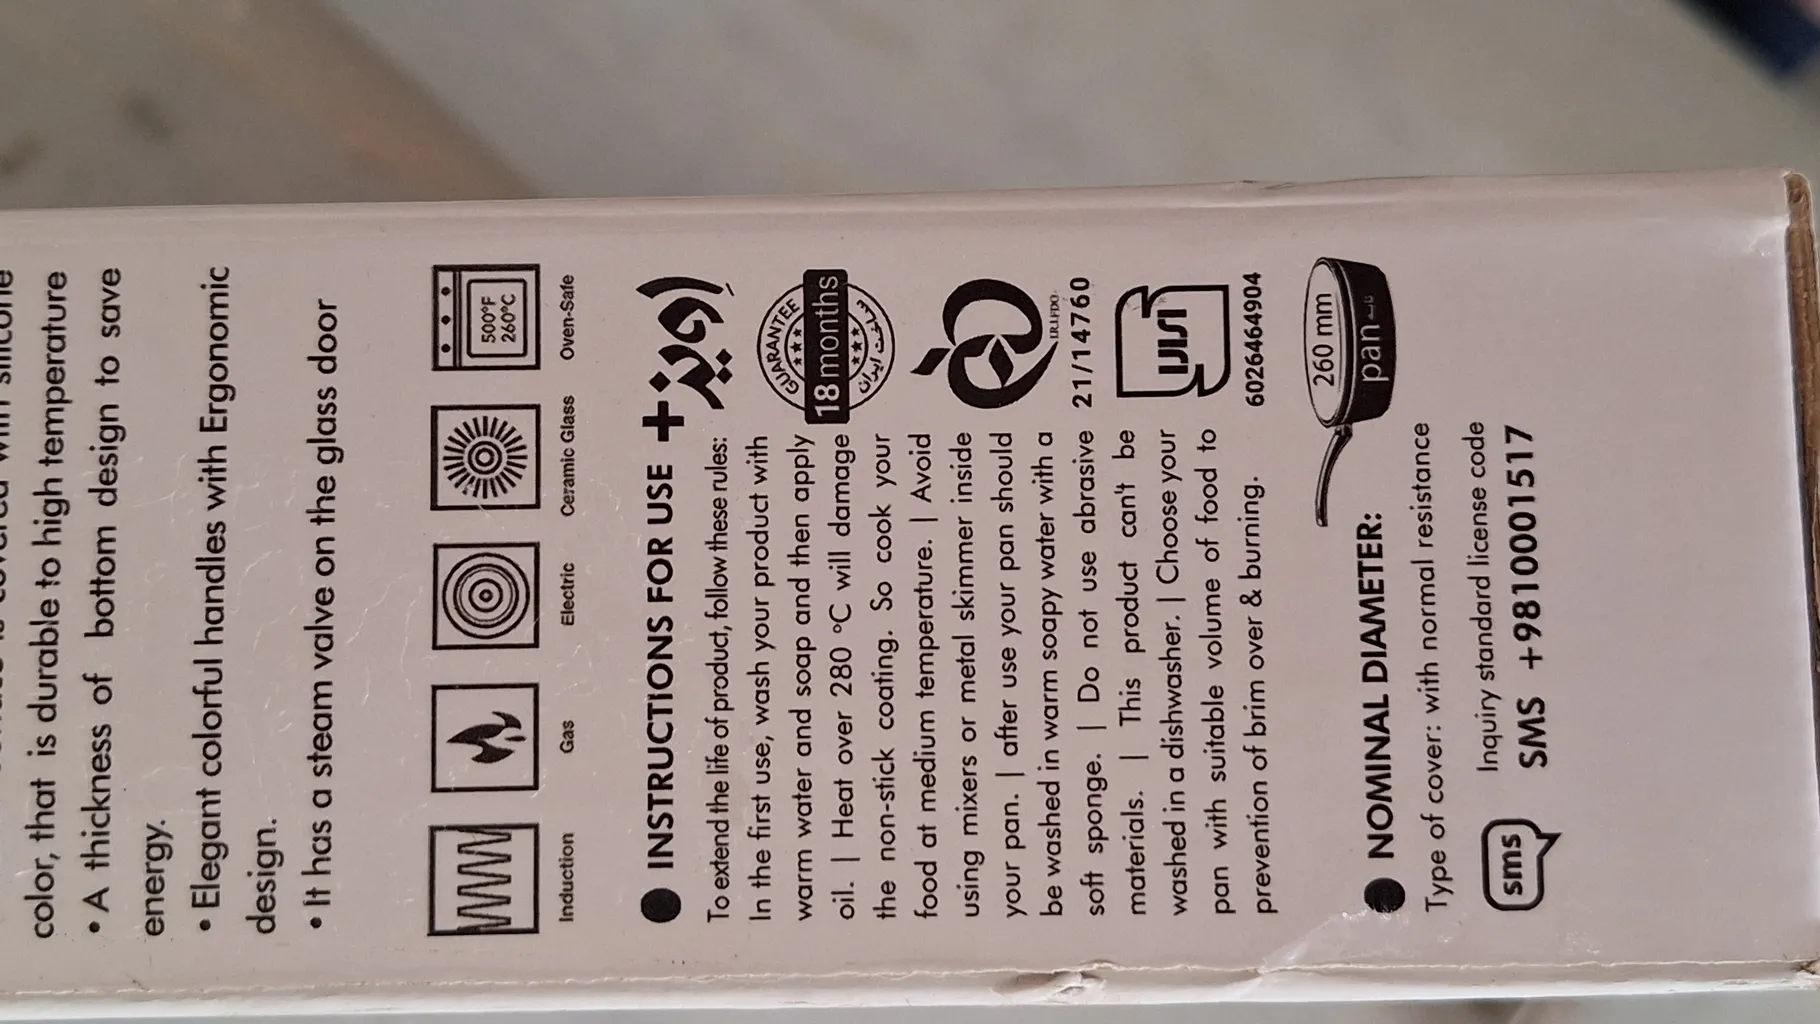 color, that is durable to high temperature
• A thickness of bottom design to save
energy.
• Elegant colorful handles with Ergonomic
design.
• It has a steam valve on the glass door
Induction
Gas
Electric
Ceramic Glass
500°F
260°C
Oven-Safe
● INSTRUCTIONS FOR USE
To extend the life of product, follow these rules:
In the first use, wash your product with
warm water and soap and then apply
oil. | Heat over 280 °C will damage
the non-stick coating. So cook your
food at medium temperature. | Avoid
using mixers or metal skimmer inside
your pan. | after use your pan should
be washed in warm soapy water with a
soft sponge. | Do not use abrasive
materials. | This product can't be
washed in a dishwasher. | Choose your
pan with suitable volume of food to
prevention of brim over & burning.
+
GUARANTEE
18 months
ساخت ایران
I.R.I.FDO.
21/14760
6026464904
● NOMINAL DIAMETER:
260 mm
pan
Type of cover: with normal resistance
sms
Inquiry standard license code
SMS +9810001517